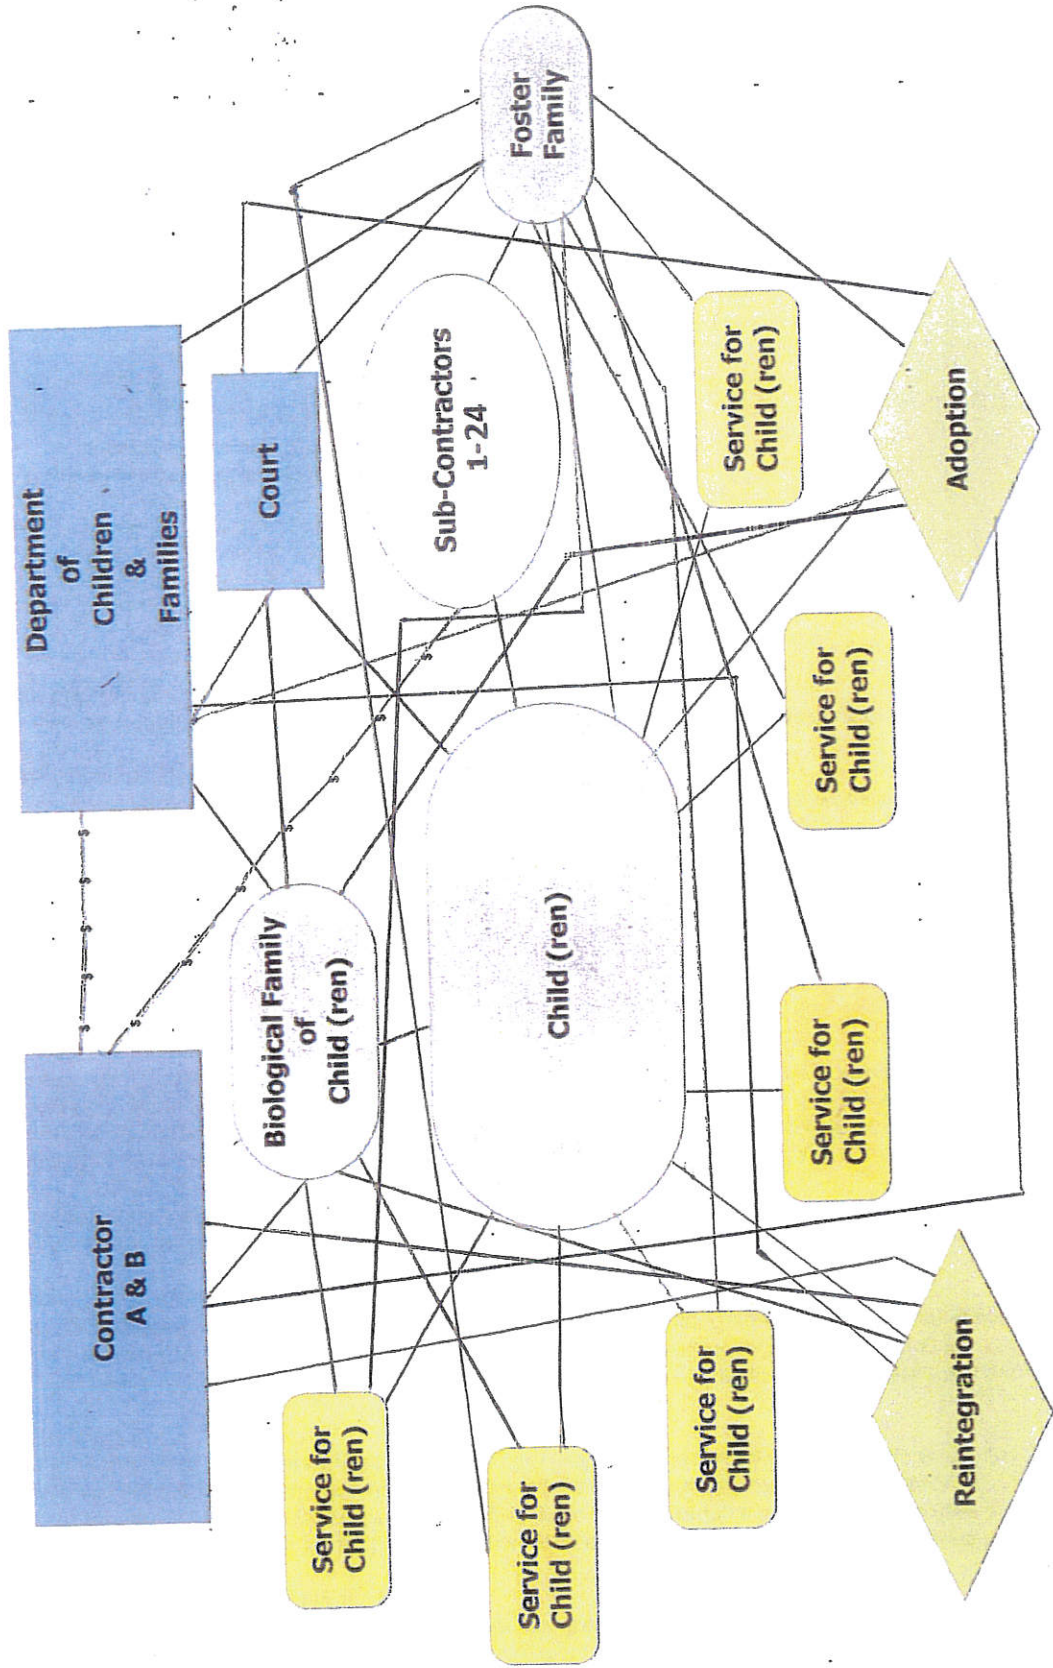 Department
of
Children
&
Families
Contractor
A & B
Court
Biological Family
of
Child (ren)
Sub-Contractors
1-24
Foster
Family
Child (ren)
Service for
Child (ren)
Service for
Child (ren)
Service for
Child (ren)
Service for
Child (ren)
Service for
Child (ren)
Service for
Child (ren)
Reintegration
Adoption
$
$
$
$
$
$
$
$
$
$
$
$
$